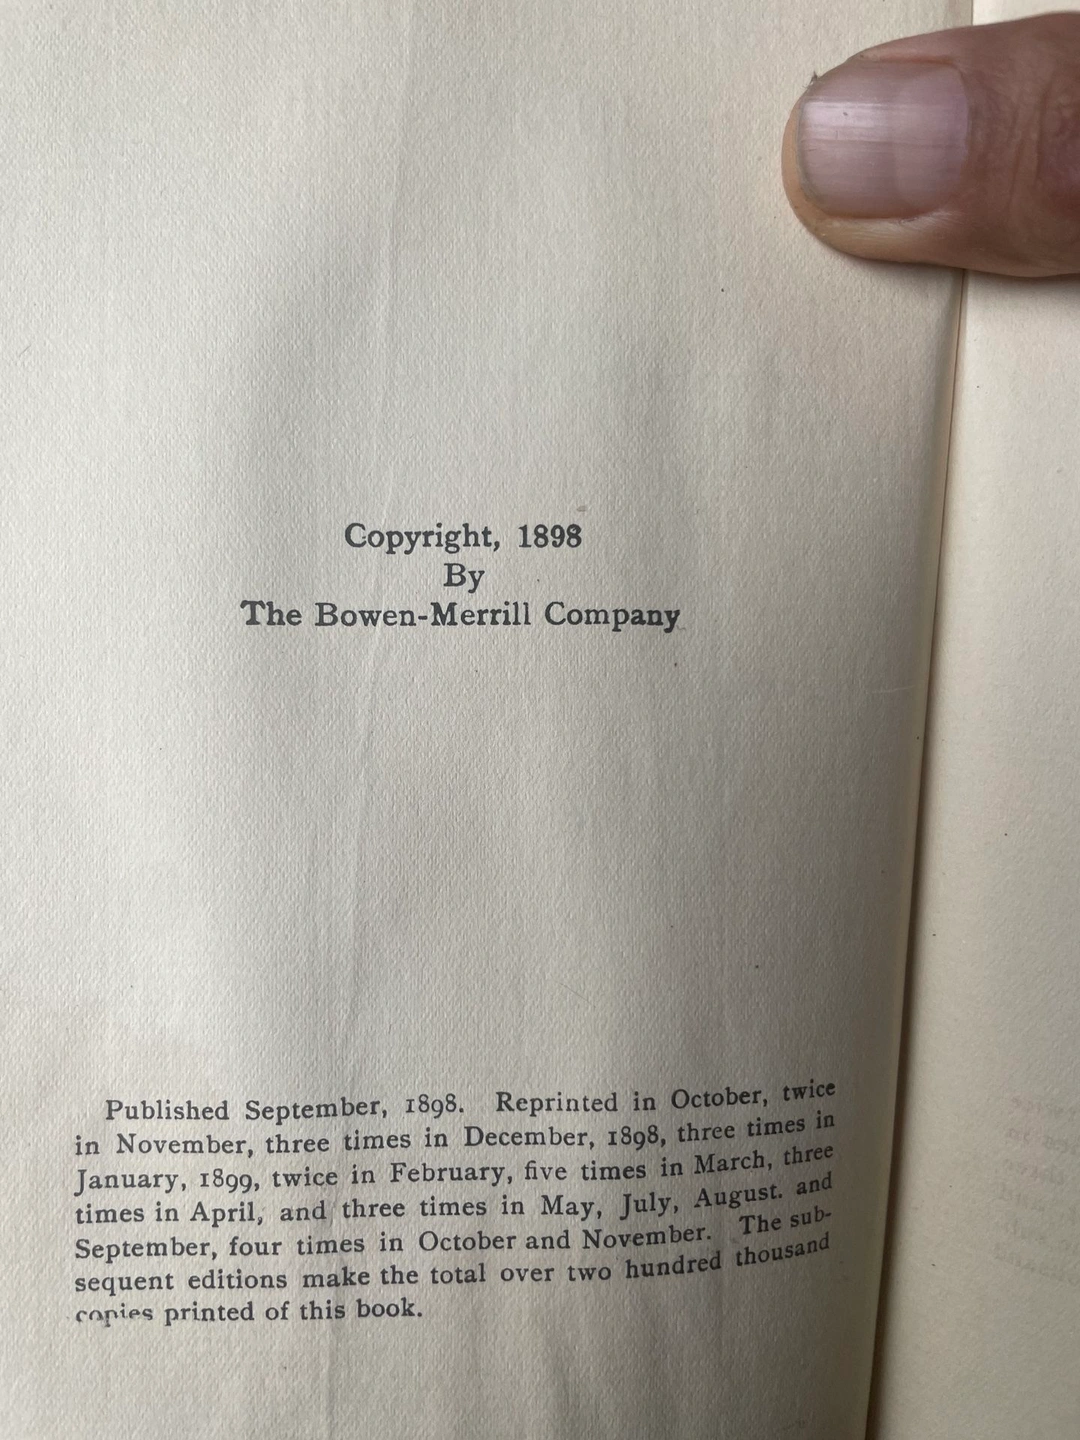 Copyright, 1898
By
The Bowen-Merrill Company
Published September, 1898. Reprinted in October, twice
in November, three times in December, 1898, three times in
January, 1899, twice in February, five times in March, three
times in April, and three times in May, July, August. and
September, four times in October and November. The sub-
sequent editions make the total over two hundred thousand
copies printed of this book.